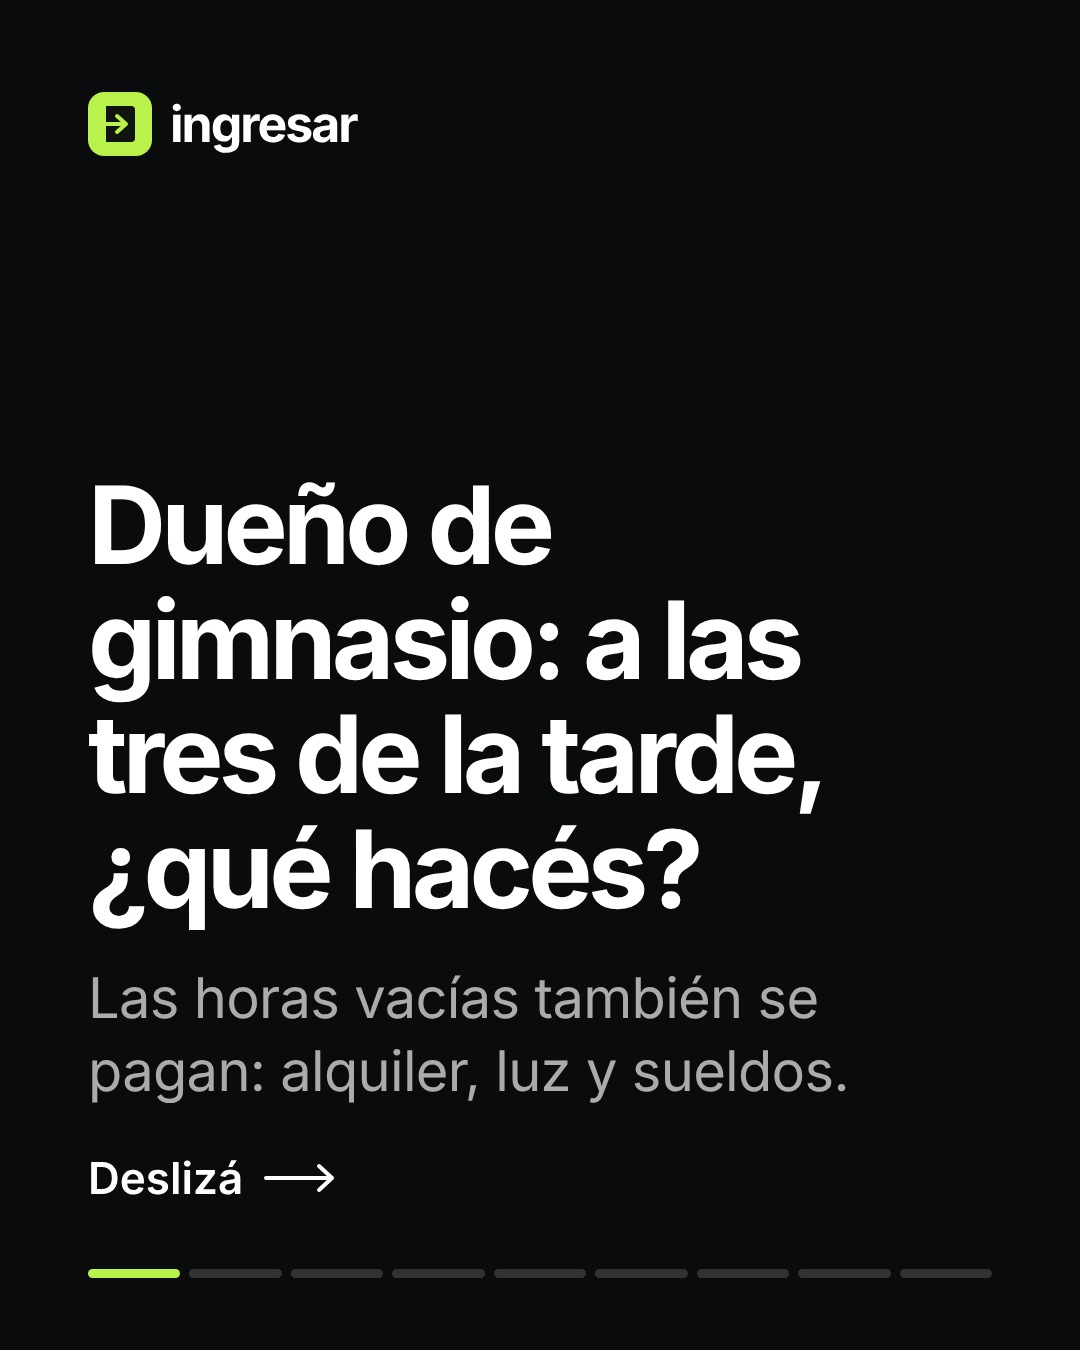 ingresar
Dueño de
gimnasio: a las
tres de la tarde,
¿qué hacés?
Las horas vacías también se
pagan: alquiler, luz y sueldos.
Deslizá